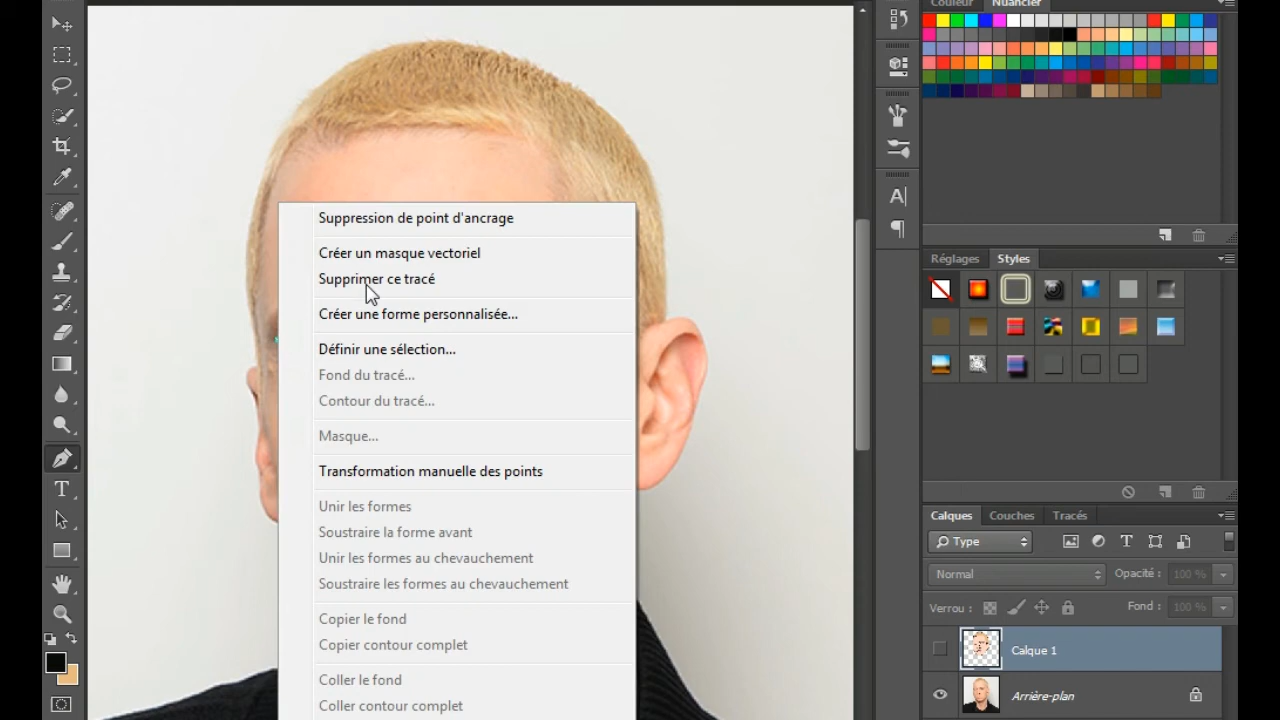 Couleur Nuancier
Suppression de point d'ancrage
Créer un masque vectoriel
Supprimer ce tracé
Créer une forme personnalisée...
Définir une sélection...
Fond du tracé...
Contour du tracé...
Masque...
Transformation manuelle des points
Unir les formes
Soustraire la forme avant
Unir les formes au chevauchement
Soustraire les formes au chevauchement
Copier le fond
Copier contour complet
Coller le fond
Coller contour complet
Réglages Styles
Calques Couches Tracés
Type
Normal Opacité : 100 %
Verrou : Fond : 100 %
Calque 1
Arrière-plan